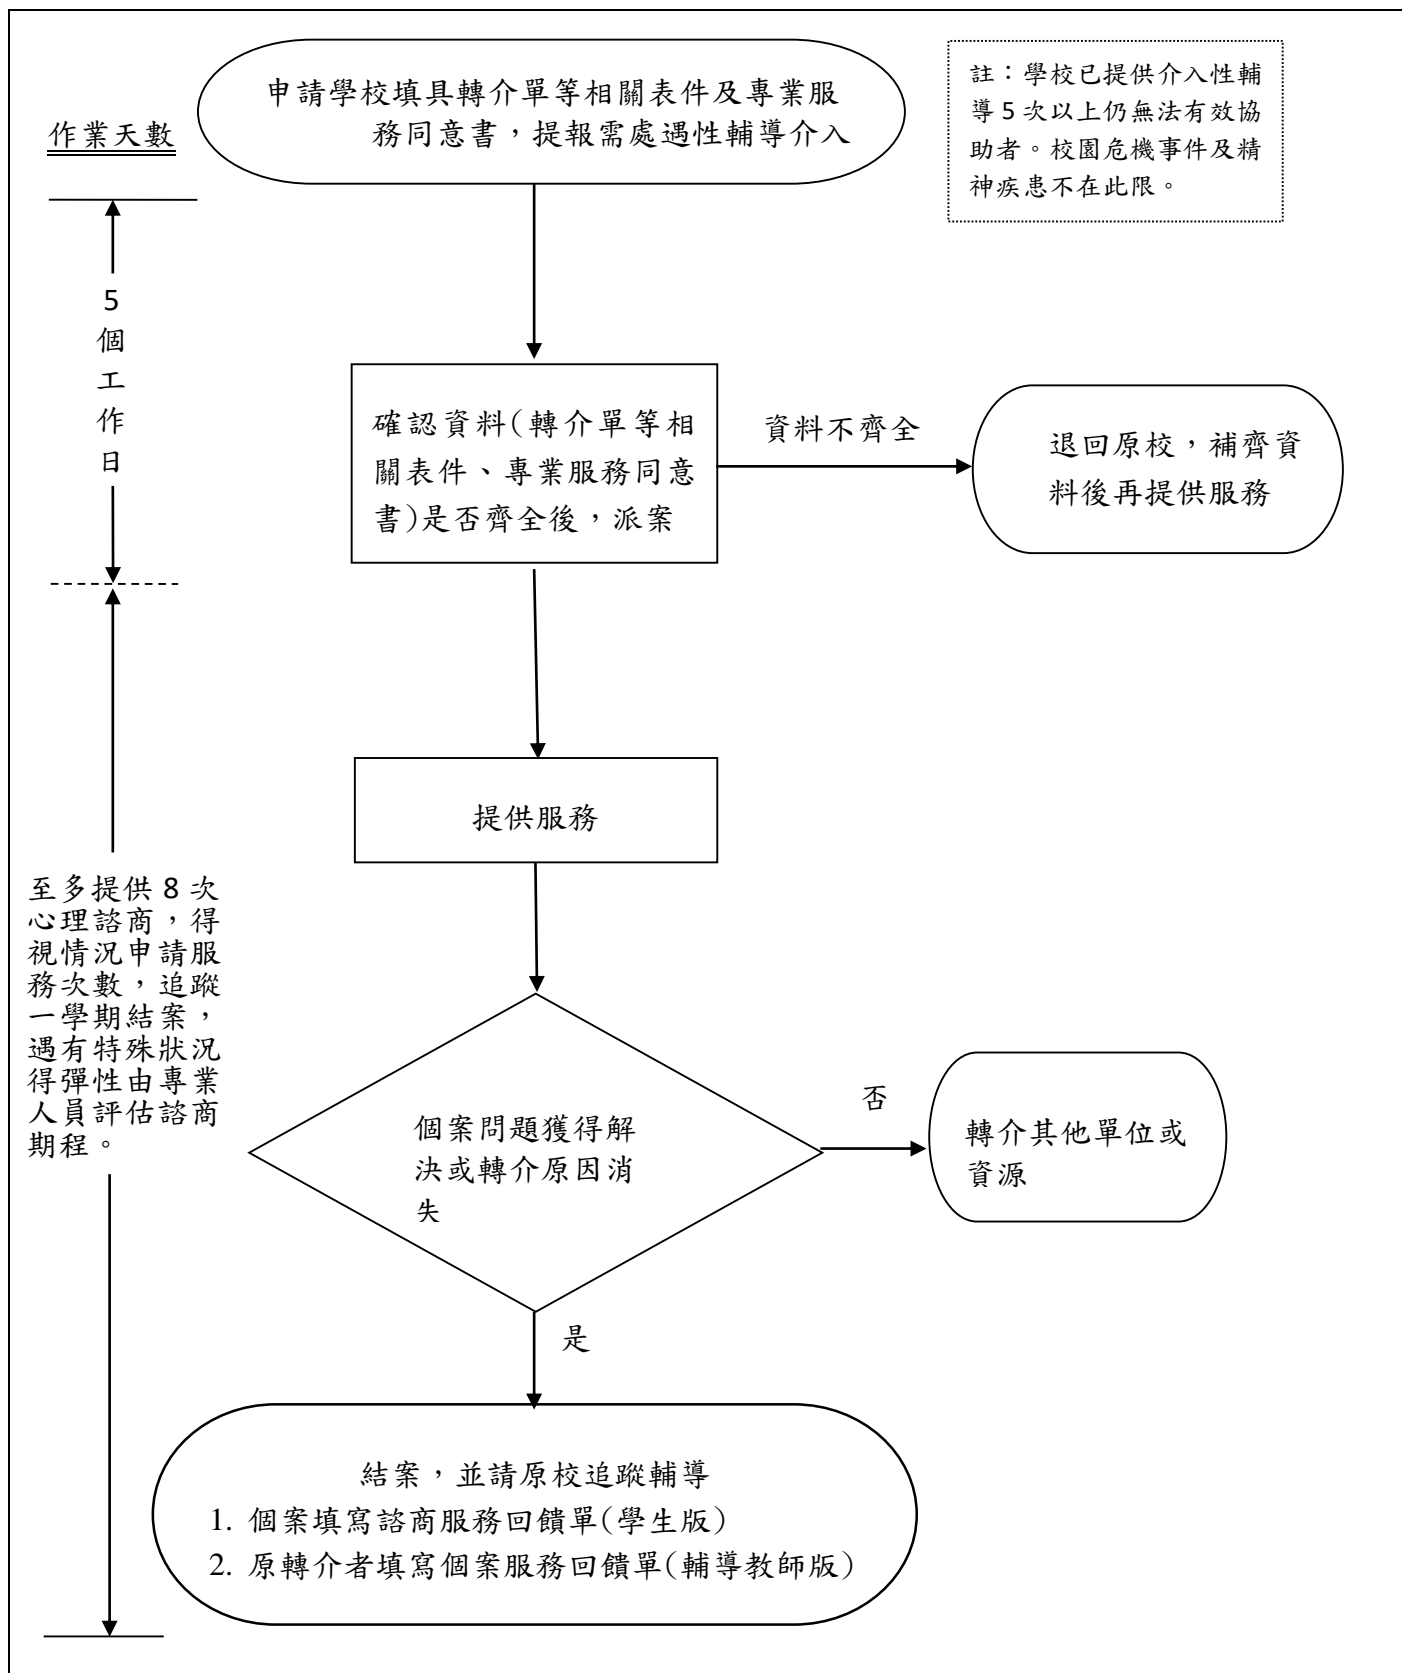 申請學校填具轉介單等相關表件及專業服
務同意書，提報需處遇性輔導介入
註：學校已提供介入性輔
導5次以上仍無法有效協
助者。校園危機事件及精
神疾患不在此限。
作業天數
5
個
工
作
日
確認資料(轉介單等相
關表件、專業服務同意
書)是否齊全後，派案
資料不齊全
退回原校，補齊資
料後再提供服務
提供服務
至多提供8次
心理諮商，得
視情況申請服
務次數，追蹤
一學期結案，
遇有特殊狀況
得彈性由專業
人員評估諮商
期程。
個案問題獲得解
決或轉介原因消
失
否
轉介其他單位或
資源
是
結案，並請原校追蹤輔導
1. 個案填寫諮商服務回饋單(學生版)
2. 原轉介者填寫個案服務回饋單(輔導教師版)